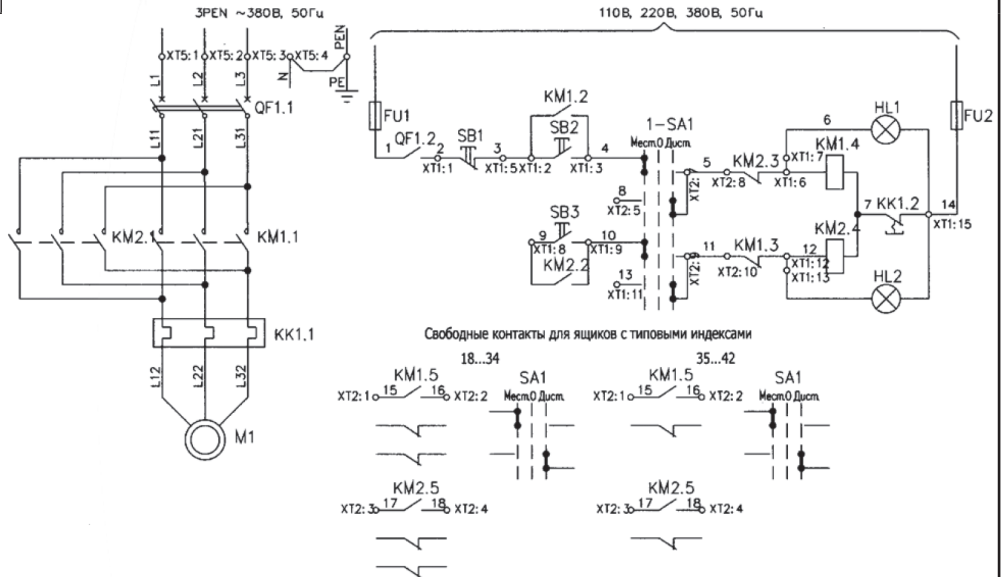 3PEN ~380В, 50Гц
110В, 220В, 380В, 50Гц
XT5:1 XT5:2 XT5:3 XT5:4 PEN
L1 L2 L3 N PE
QF1.1
L11 L21 L31
KM2.1 KM1.1
KK1.1
L12 L22 L32
M1
FU1 FU2
KM1.2 HL1
QF1.2 SB1 SB2 1-SA1 6
Мест.О Дист. KM1.4
1 2 3 4 5 KM2.3 XT1:7
XT1:1 XT1:5 XT1:2 XT1:3 XT2:8 XT1:6
8
XT2:5
7 KK1.2 14
XT1:15
SB3 KM2.4
9 10 11 KM1.3 12
XT1:8 XT1:9 XT2:9 XT2:10 XT1:12
KM2.2 13 XT1:13
XT1:11 HL2
Свободные контакты для ящиков с типовыми индексами
18...34 35...42
KM1.5 SA1 KM1.5 SA1
XT2:1 15 16 XT2:2 Мест.О Дист. XT2:1 15 16 XT2:2 Мест.О Дист.
KM2.5 KM2.5
XT2:3 17 18 XT2:4 XT2:3 17 18 XT2:4